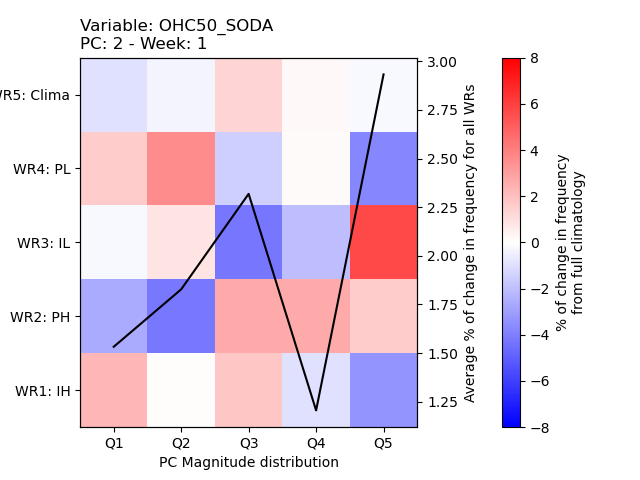 Variable: OHC50_SODA
PC: 2 - Week: 1
WR5: Clima
WR4: PL
WR3: IL
WR2: PH
WR1: IH
Q1 Q2 Q3 Q4 Q5
PC Magnitude distribution
3.00
2.75
2.50
2.25
2.00
1.75
1.50
1.25
Average % of change in frequency for all WRs
8
6
4
2
0
−2
−4
−6
−8
% of change in frequency
from full climatology